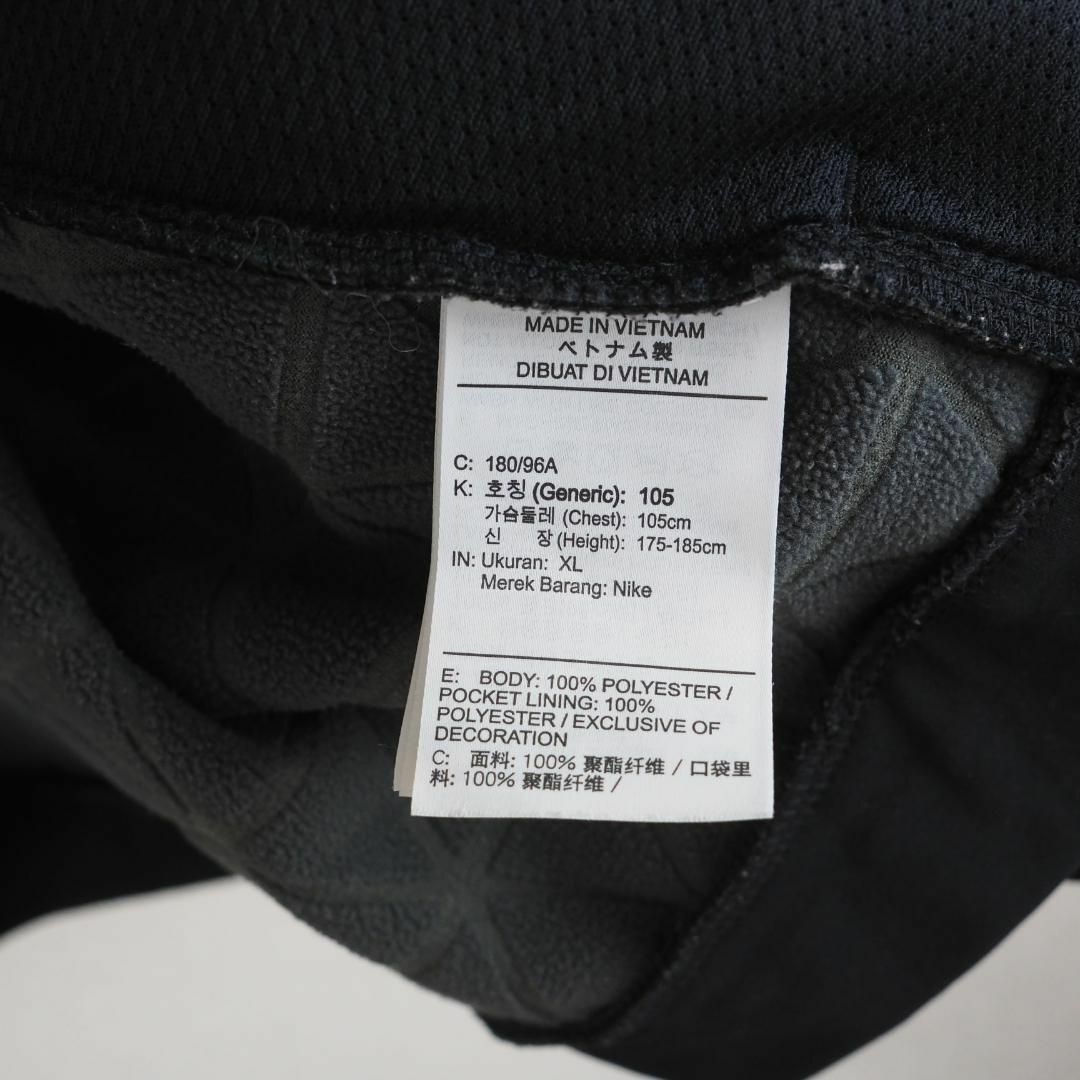 MADE IN VIETNAM
ベトナム製
DIBUAT DI VIETNAM
C: 180/96A
K: 호칭 (Generic): 105
가슴둘레 (Chest): 105cm
신 장 (Height): 175-185cm
IN: Ukuran: XL
Merek Barang: Nike
E: BODY: 100% POLYESTER /
POCKET LINING: 100%
POLYESTER / EXCLUSIVE OF
DECORATION
C: 面料: 100% 聚酯纤维 / 口袋里
料: 100% 聚酯纤维 /